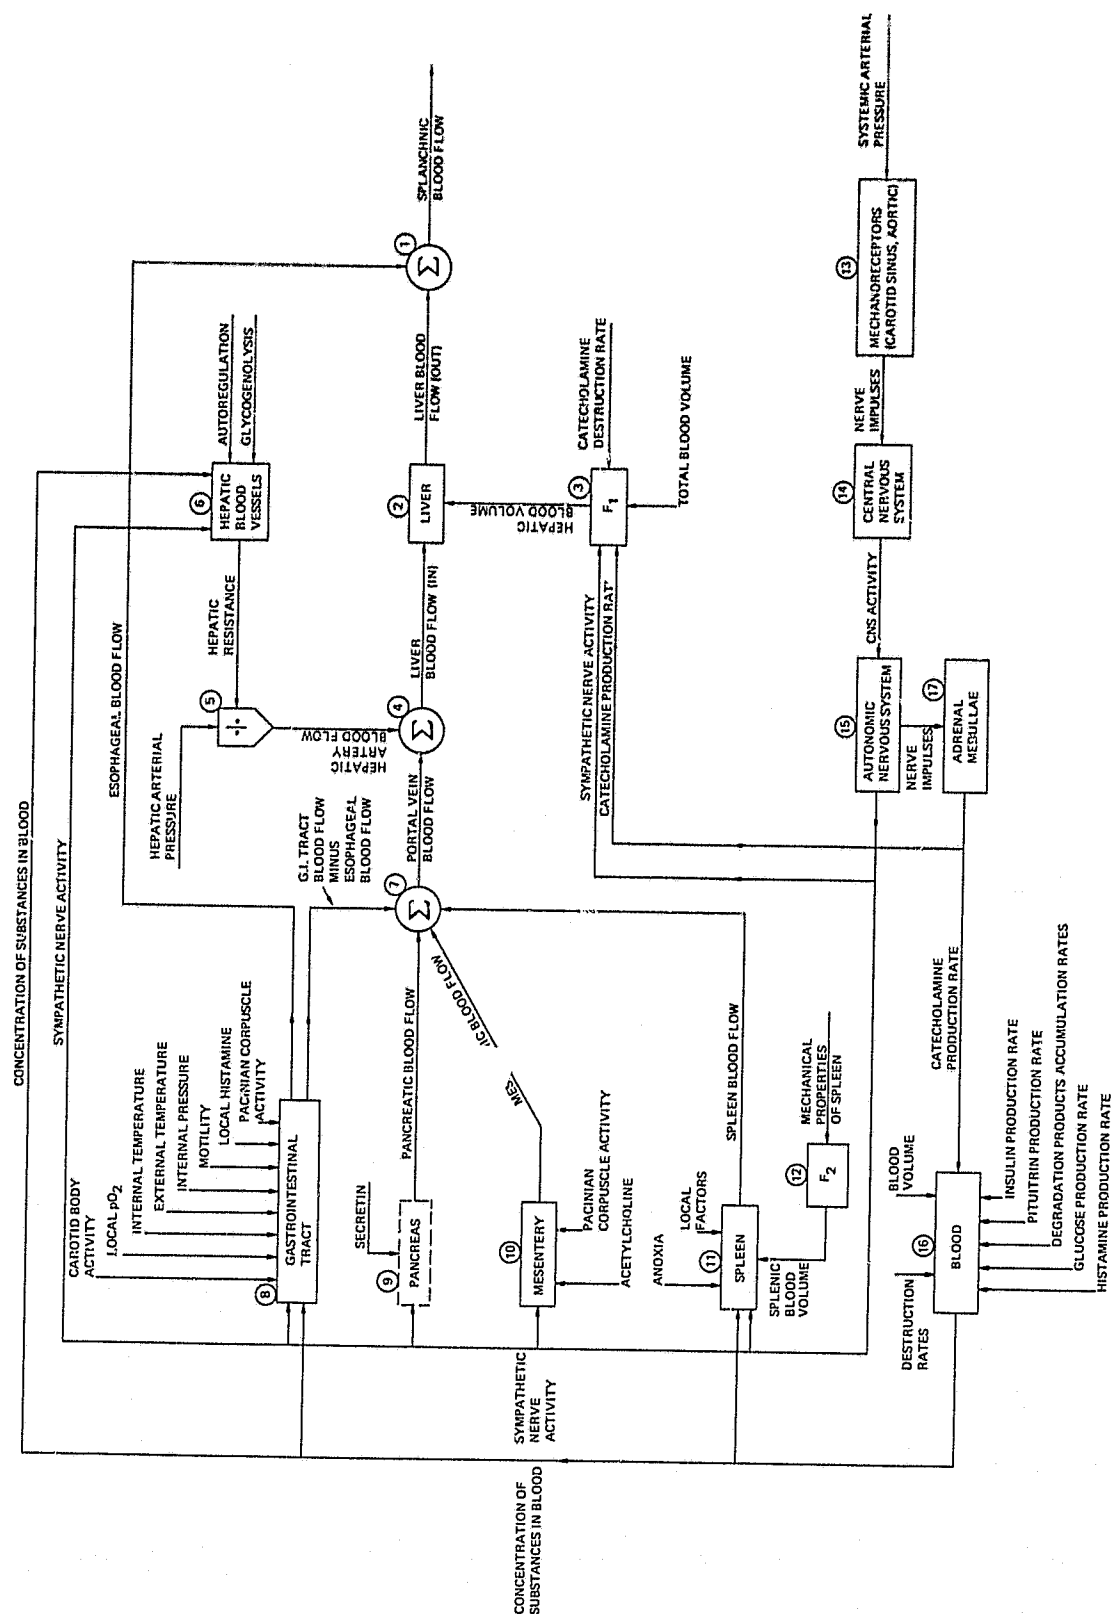 CONCENTRATION OF SUBSTANCES IN BLOOD
SYMPATHETIC NERVE ACTIVITY
ESOPHAGEAL BLOOD FLOW
CAROTID BODY
ACTIVITY
LOCAL pO2
INTERNAL TEMPERATURE
EXTERNAL TEMPERATURE
INTERNAL PRESSURE
MOTILITY
LOCAL HISTAMINE
PACINIAN CORPUSCLE
ACTIVITY
8
GASTROINTESTINAL
TRACT
G.I. TRACT
BLOOD FLOW
MINUS
ESOPHAGEAL
BLOOD FLOW
HEPATIC ARTERIAL
PRESSURE
5
÷
HEPATIC
RESISTANCE
6
HEPATIC
BLOOD
VESSELS
AUTOREGULATION
GLYCOGENOLYSIS
HEPATIC
ARTERY
BLOOD FLOW
SECRETIN
9
PANCREAS
PANCREATIC BLOOD FLOW
7
Σ
PORTAL VEIN
BLOOD FLOW
4
Σ
LIVER
BLOOD FLOW (IN)
2
LIVER
LIVER BLOOD
FLOW (OUT)
1
Σ
SPLANCHNIC
BLOOD FLOW
HEPATIC
BLOOD VOLUME
CONCENTRATION OF
SUBSTANCES IN BLOOD
SYMPATHETIC
NERVE
ACTIVITY
10
MESENTERY
MES
IC BLOOD FLOW
PACINIAN
CORPUSCLE ACTIVITY
ACETYLCHOLINE
SYMPATHETIC NERVE ACTIVITY
CATECHOLAMINE PRODUCTION RAT
3
F1
CATECHOLAMINE
DESTRUCTION RATE
TOTAL BLOOD VOLUME
ANOXIA
LOCAL
FACTORS
11
SPLEEN
SPLEEN BLOOD FLOW
SPLENIC
BLOOD
VOLUME
12
F2
MECHANICAL
PROPERTIES
OF SPLEEN
15
AUTONOMIC
NERVOUS SYSTEM
CNS ACTIVITY
14
CENTRAL
NERVOUS
SYSTEM
NERVE
IMPULSES
13
MECHANORECEPTORS
(CAROTID SINUS, AORTIC)
SYSTEMIC ARTERIAL
PRESSURE
NERVE
IMPULSES
17
ADRENAL
MEDULLAE
CATECHOLAMINE
PRODUCTION RATE
DESTRUCTION
RATES
BLOOD
VOLUME
16
BLOOD
INSULIN PRODUCTION RATE
PITUITRIN PRODUCTION RATE
DEGRADATION PRODUCTS ACCUMULATION RATES
GLUCOSE PRODUCTION RATE
HISTAMINE PRODUCTION RATE